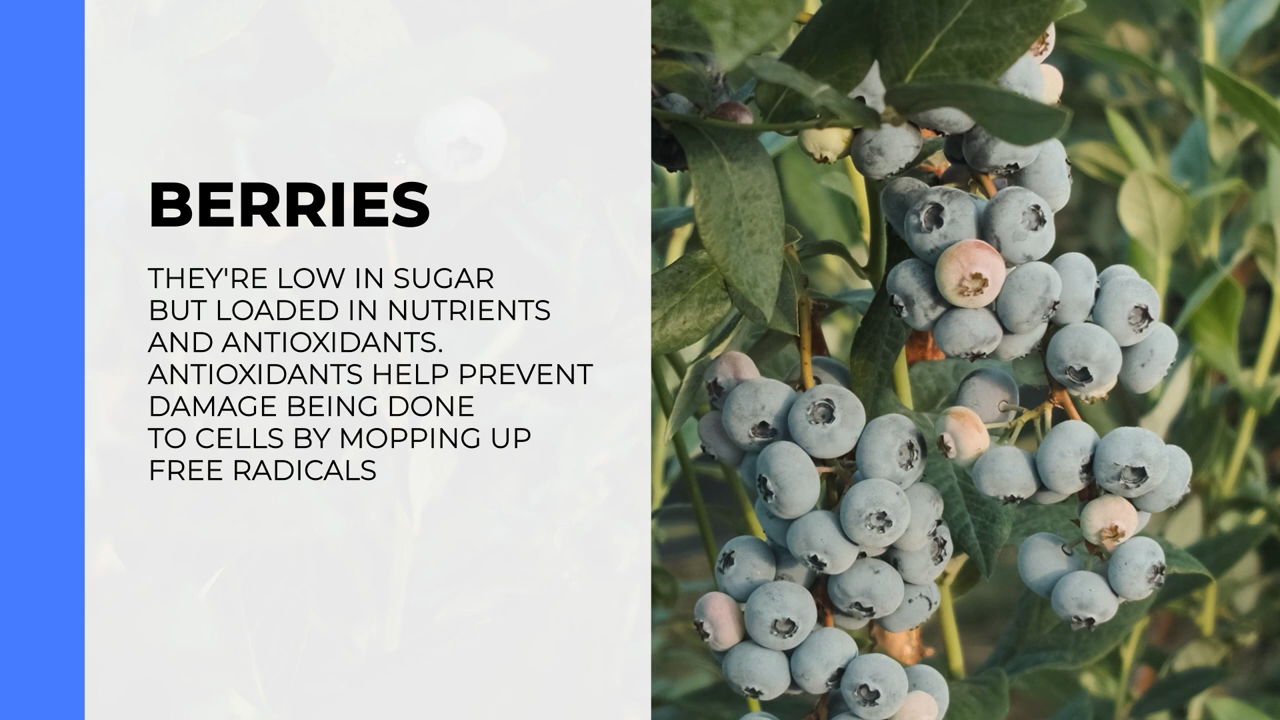 BERRIES
THEY'RE LOW IN SUGAR
BUT LOADED IN NUTRIENTS
AND ANTIOXIDANTS.
ANTIOXIDANTS HELP PREVENT
DAMAGE BEING DONE
TO CELLS BY MOPPING UP
FREE RADICALS